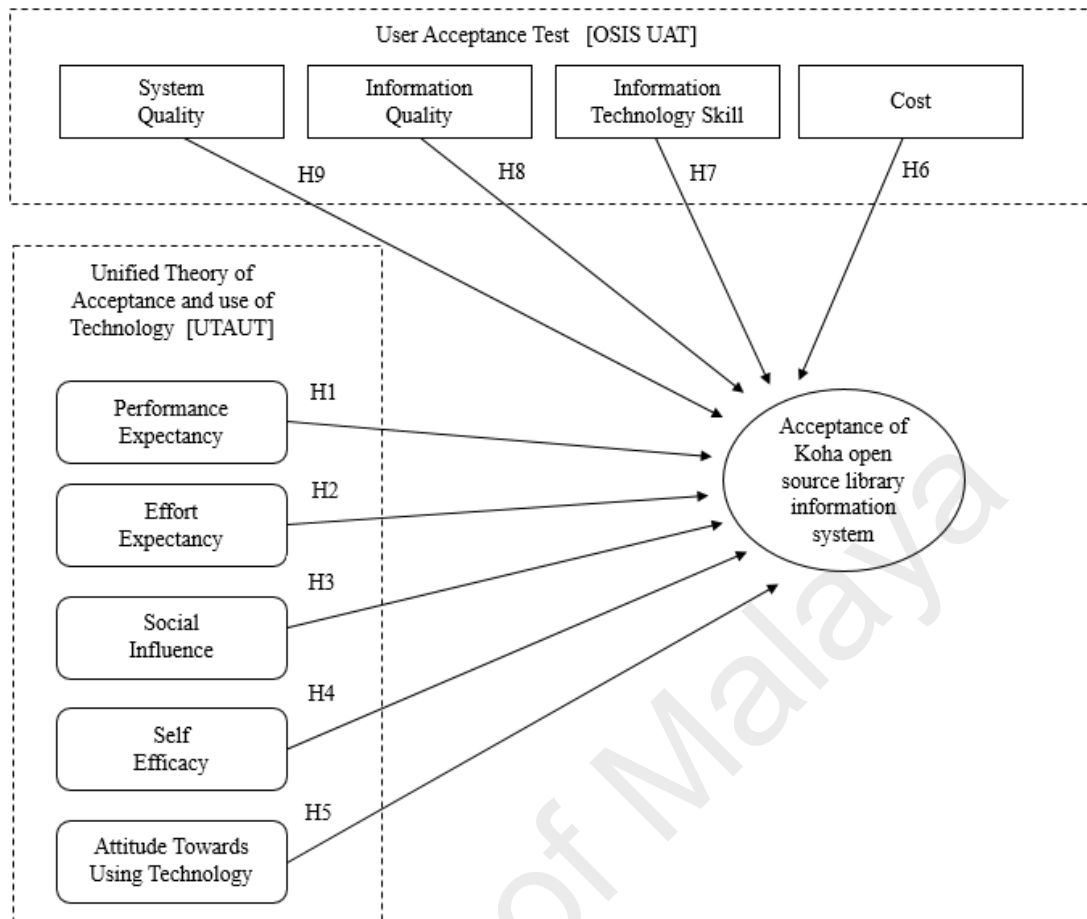 User Acceptance Test [OSIS UAT]
System
Quality
Information
Quality
Information
Technology Skill
Cost
H9
H8
H7
H6
Unified Theory of
Acceptance and use of
Technology [UTAUT]
Performance
Expectancy
H1
Effort
Expectancy
H2
Social
Influence
H3
Self
Efficacy
H4
Attitude Towards
Using Technology
H5
Acceptance of
Koha open
source library
information
system
of Malaya